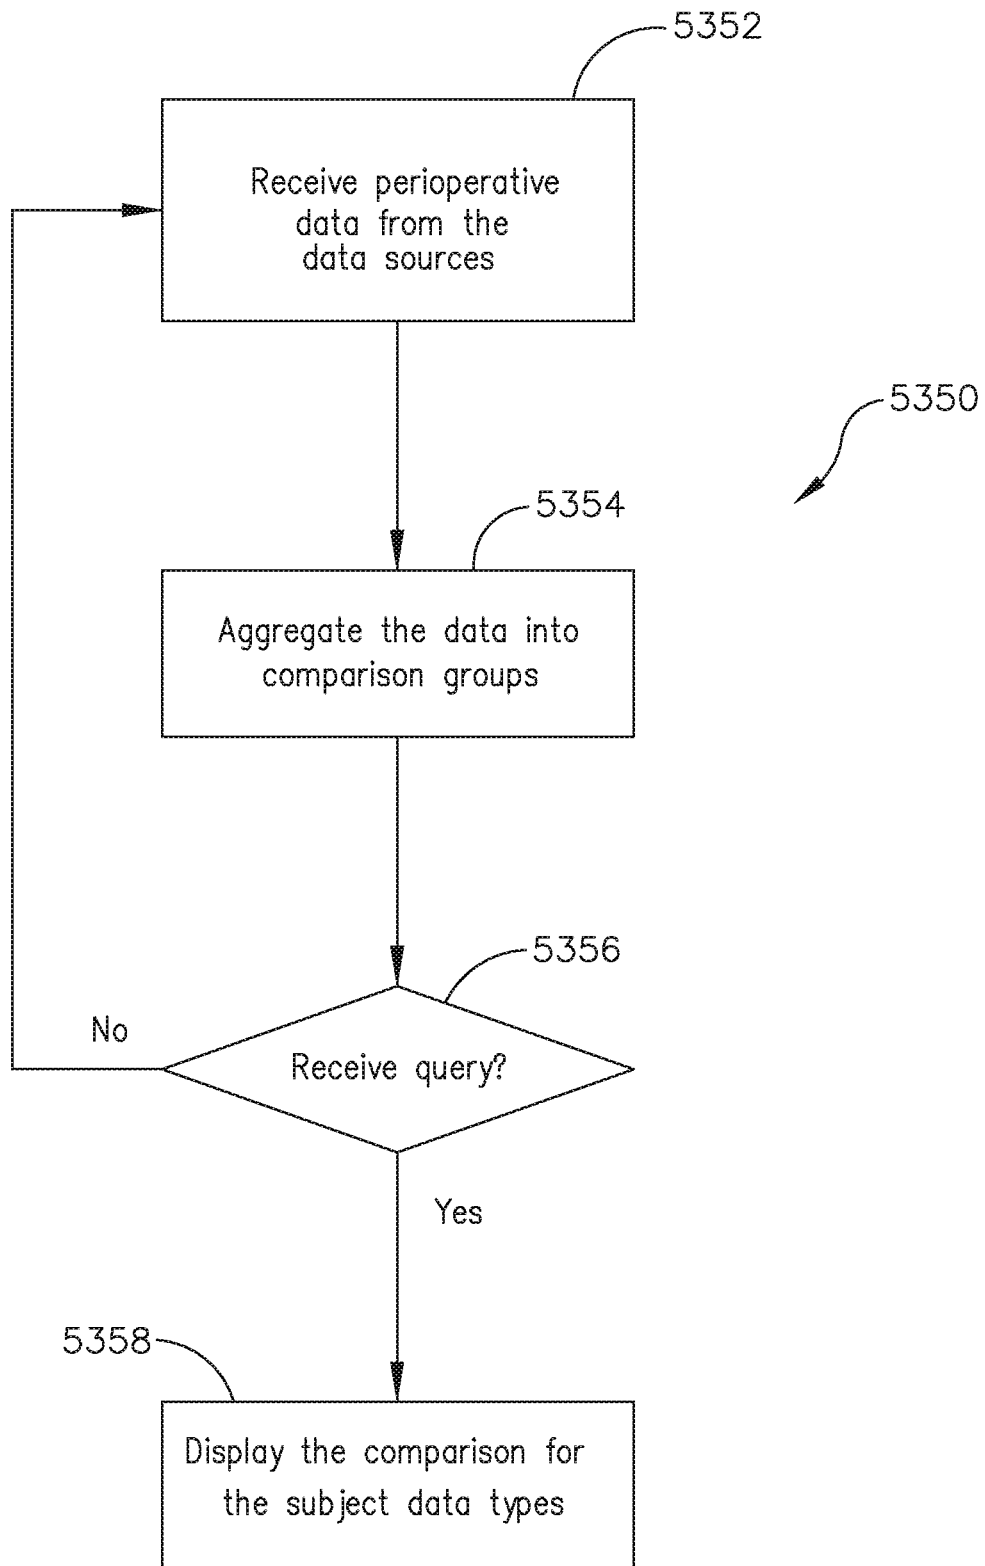 5352
Receive perioperative
data from the
data sources
5350
5354
Aggregate the data into
comparison groups
5356
No
Receive query?
Yes
5358
Display the comparison for
the subject data types